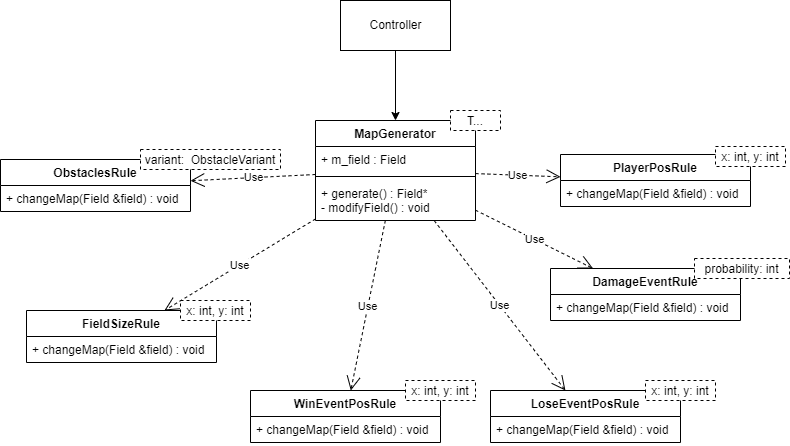 Controller
T...
MapGenerator
+ m_field : Field
+ generate() : Field*
- modifyField() : void
variant: ObstacleVariant
ObstaclesRule
+ changeMap(Field &field) : void
Use
x: int, y: int
PlayerPosRule
+ changeMap(Field &field) : void
Use
probability: int
DamageEventRule
+ changeMap(Field &field) : void
Use
x: int, y: int
FieldSizeRule
+ changeMap(Field &field) : void
Use
x: int, y: int
WinEventPosRule
+ changeMap(Field &field) : void
Use
x: int, y: int
LoseEventPosRule
+ changeMap(Field &field) : void
Use